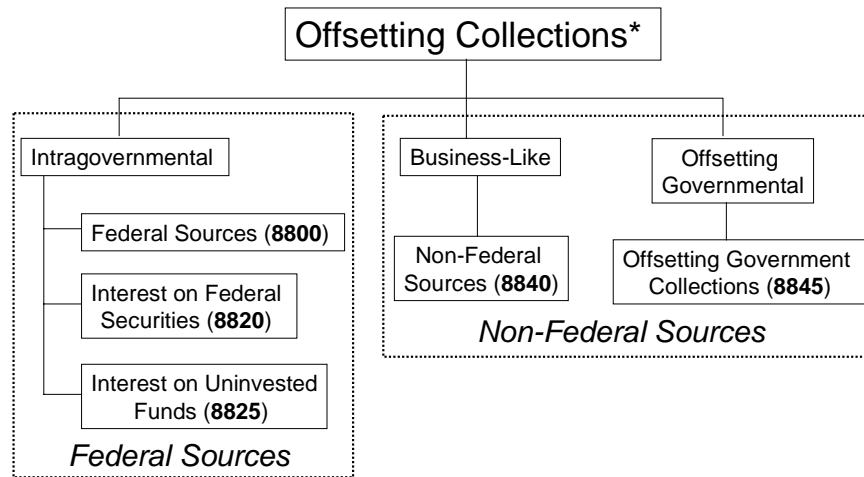 Offsetting Collections*
Intragovernmental
Federal Sources (8800)
Interest on Federal
Securities (8820)
Interest on Uninvested
Funds (8825)
Federal Sources
Business-Like
Non-Federal
Sources (8840)
Offsetting
Governmental
Offsetting Government
Collections (8845)
Non-Federal Sources